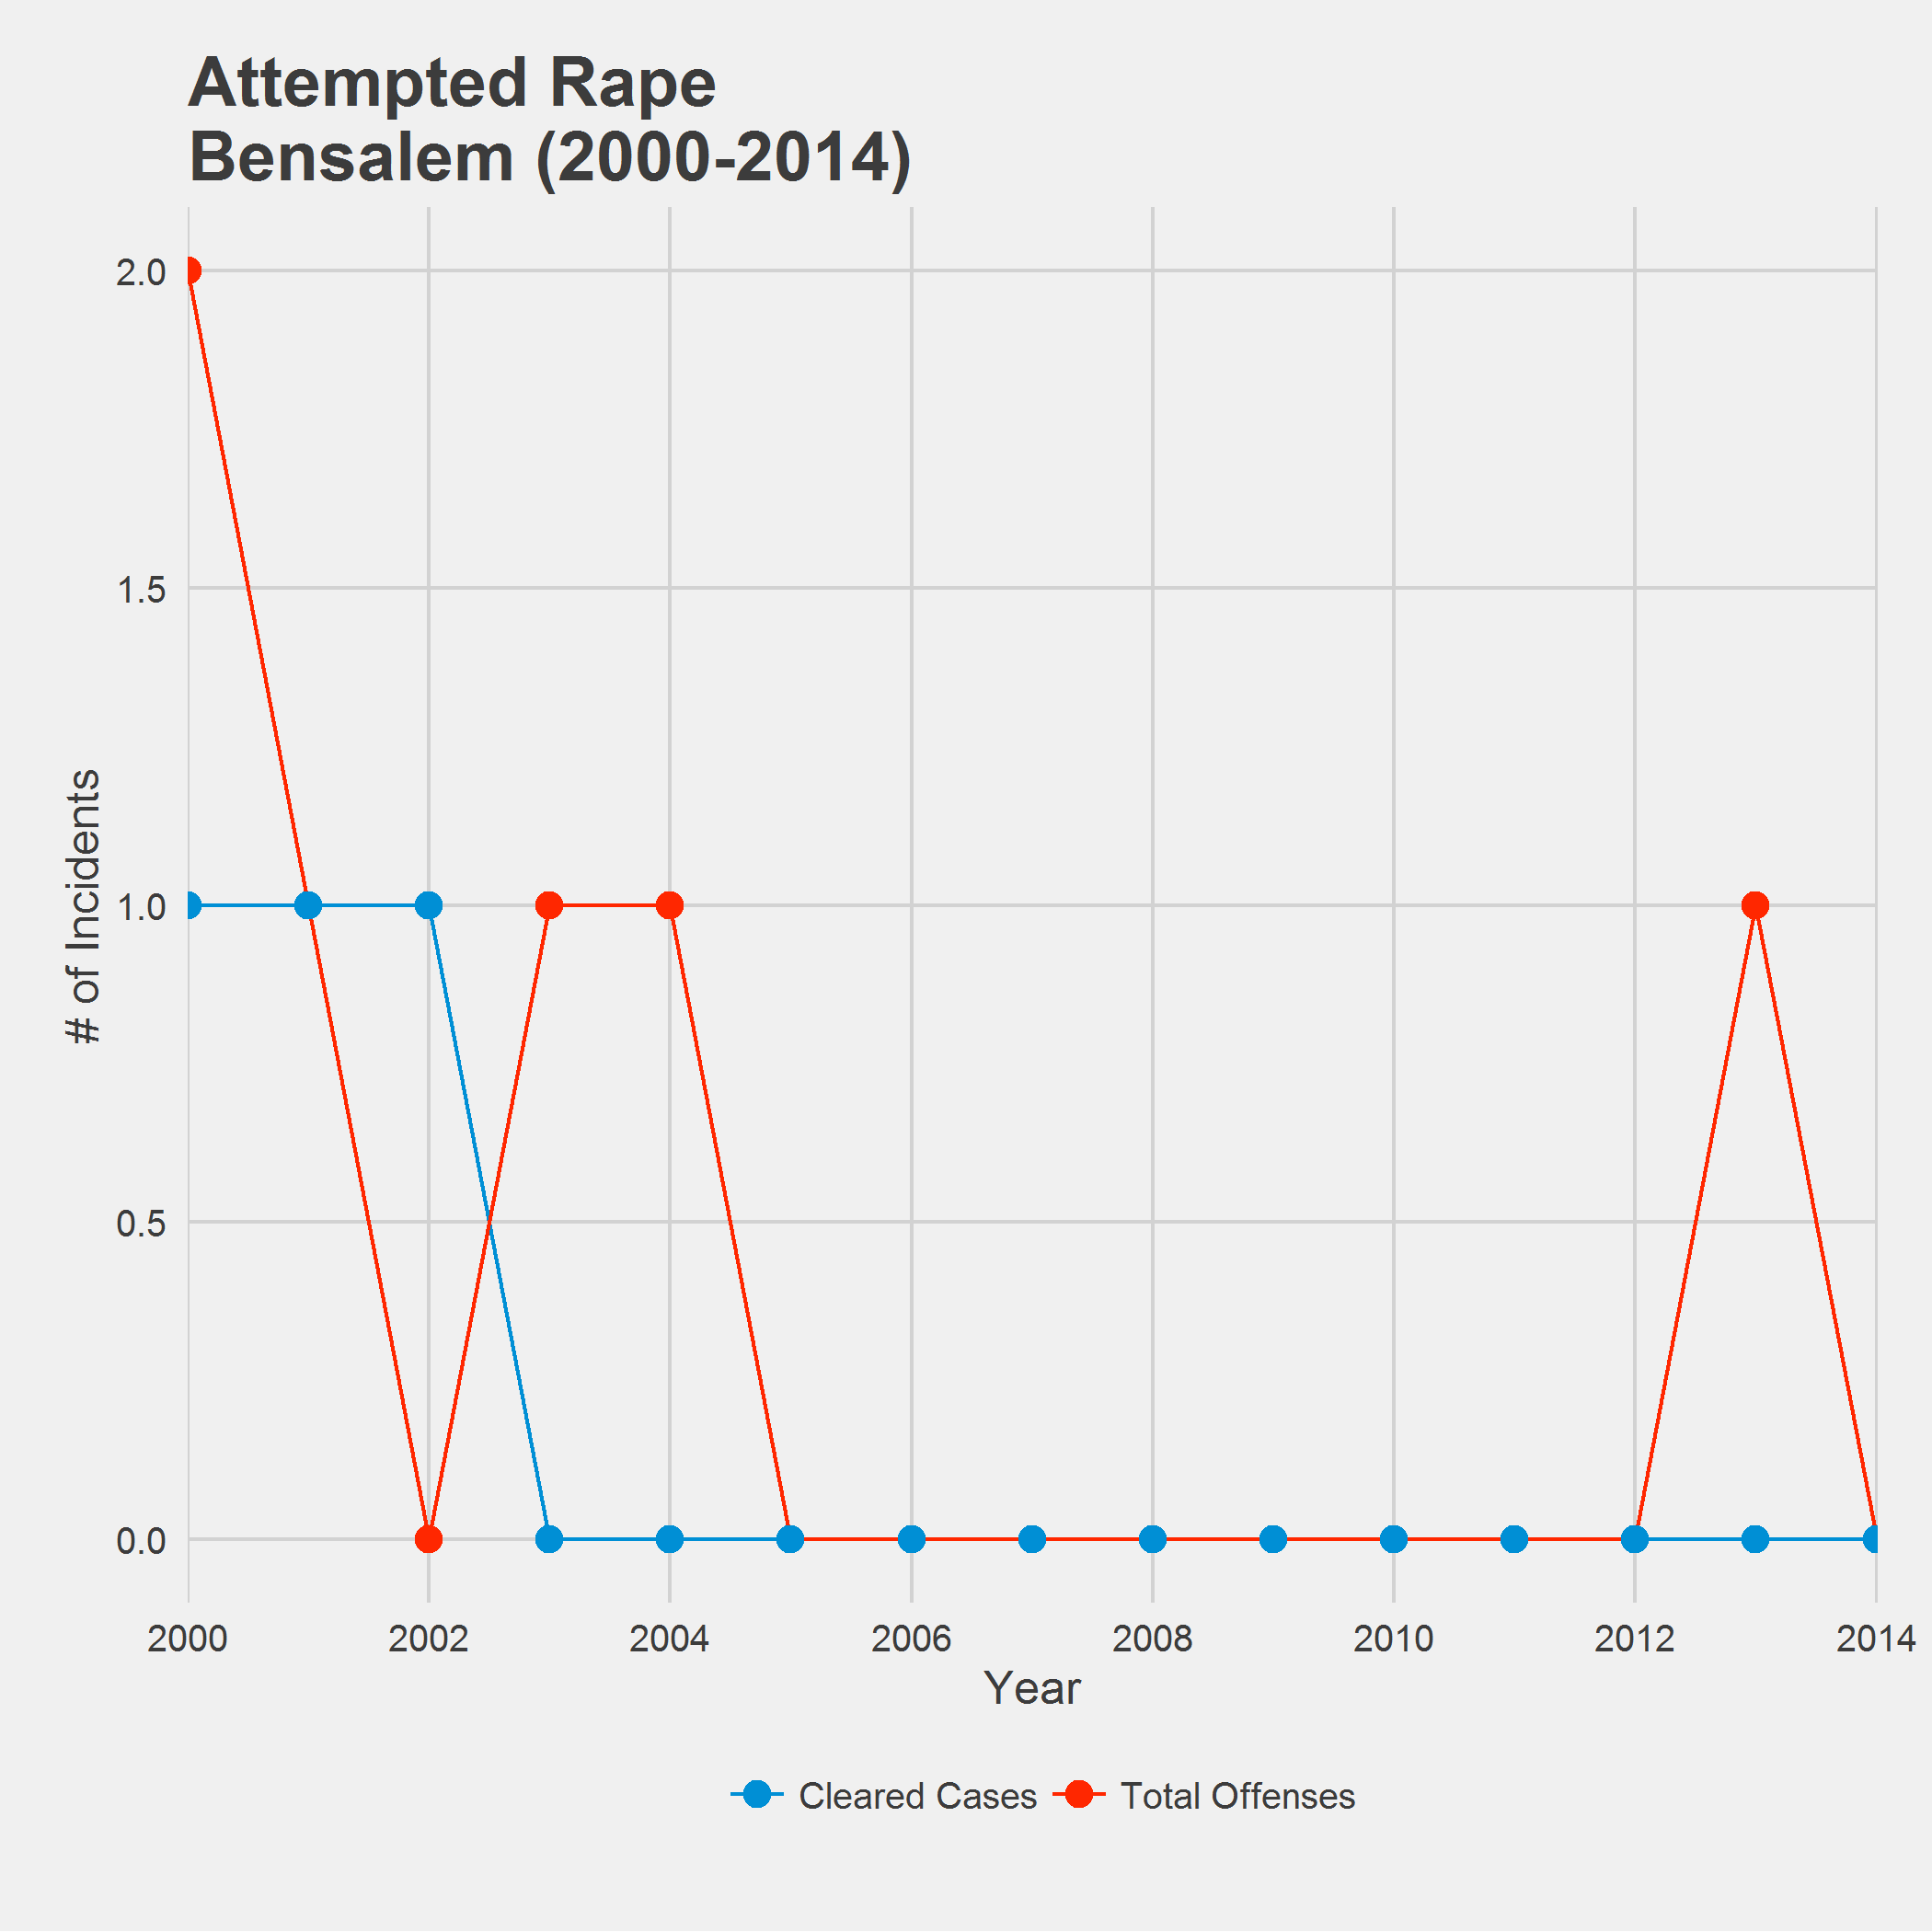 Attempted Rape
Bensalem (2000-2014)
2.0
1.5
1.0
0.5
0.0
# of Incidents
2000 2002 2004 2006 2008 2010 2012 2014
Year
Cleared Cases Total Offenses